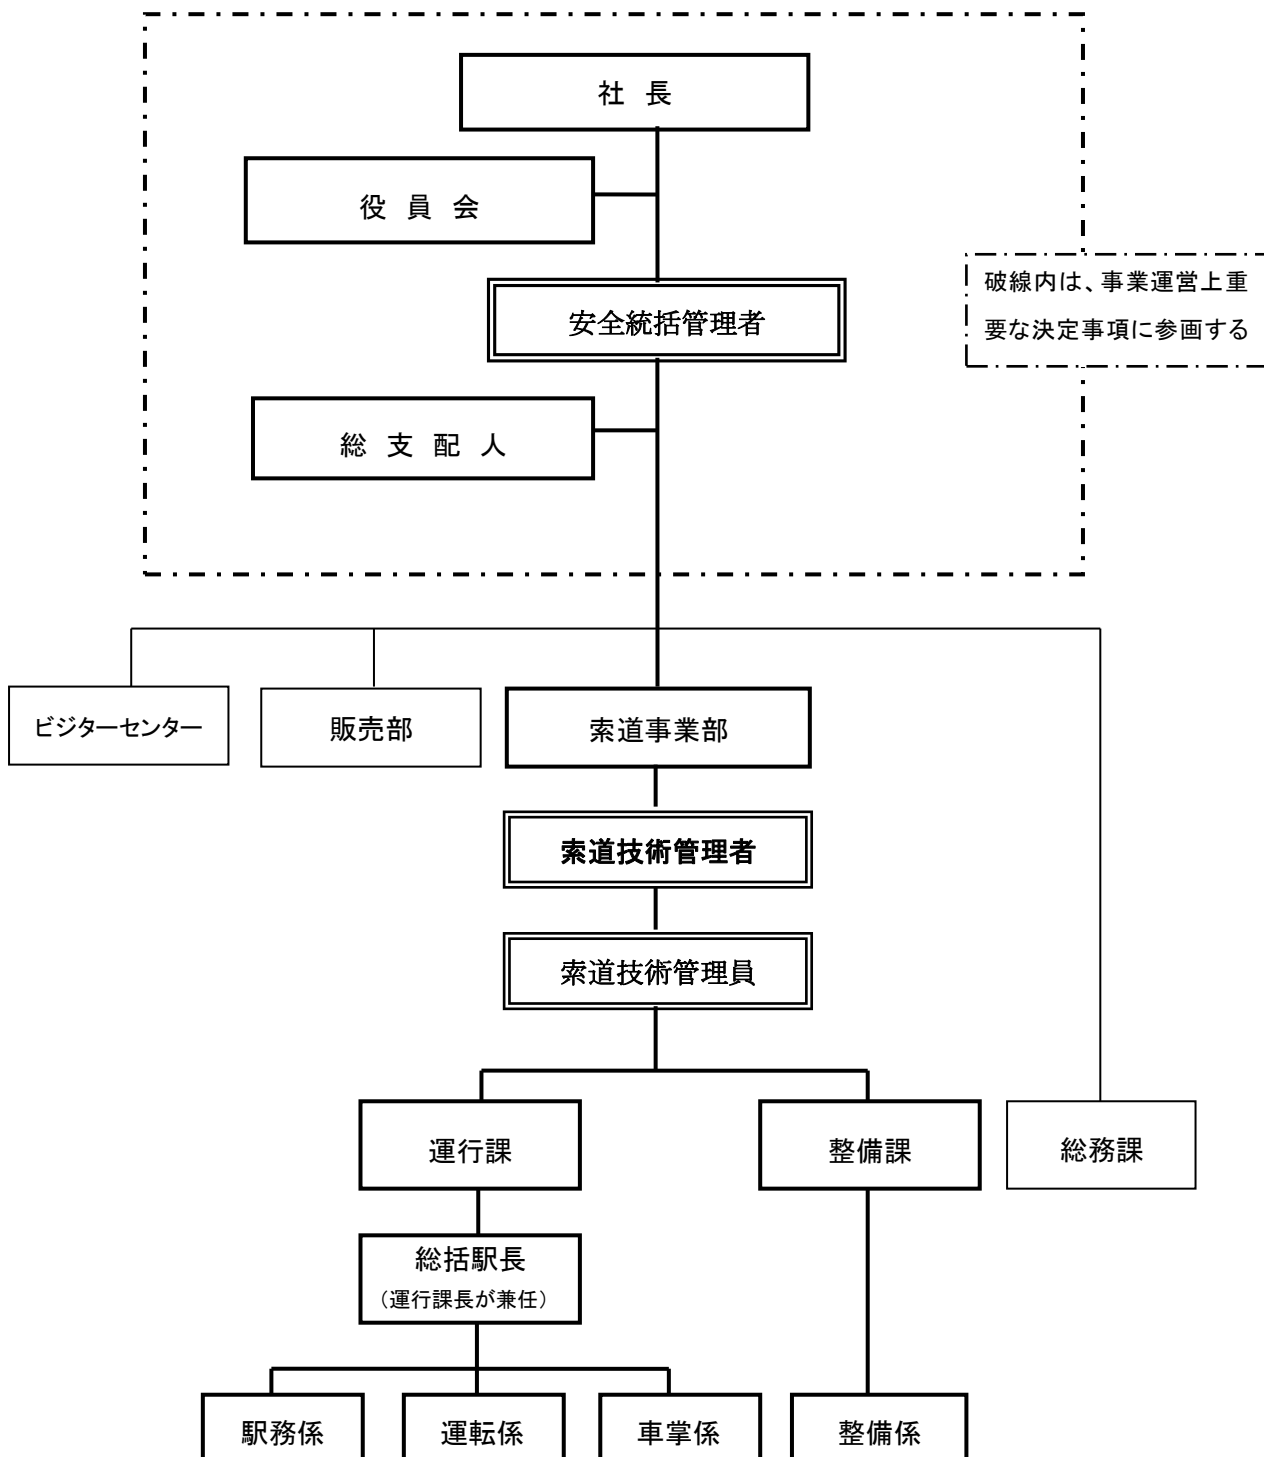 社 長
役 員 会
安全統括管理者
破線内は、事業運営上重
要な決定事項に参画する
総 支 配 人
ビジターセンター
販売部
索道事業部
索道技術管理者
索道技術管理員
運行課
整備課
総務課
総括駅長
（運行課長が兼任）
駅務係
運転係
車掌係
整備係